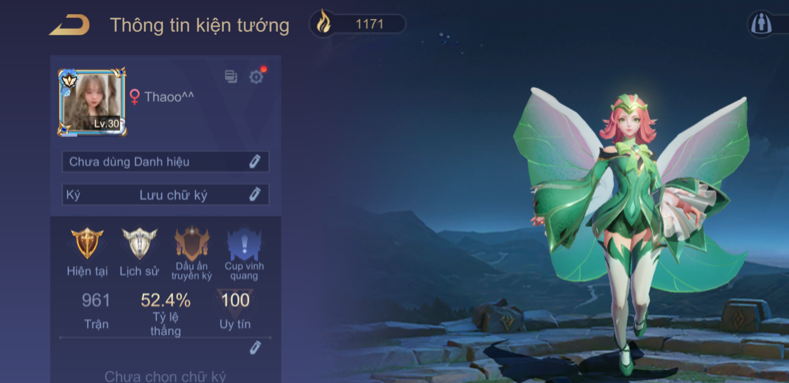 Thông tin kiện tướng
1171
Thaoo^^
Lv.30
Chưa dùng Danh hiệu
Ký Lưu chữ ký
Hiện tại
Lịch sử
Dấu ấn
truyền kỳ
Cup vinh
quang
961
52.4%
100
Trận
Tỷ lệ
thắng
Uy tín
Chưa chọn chữ ký